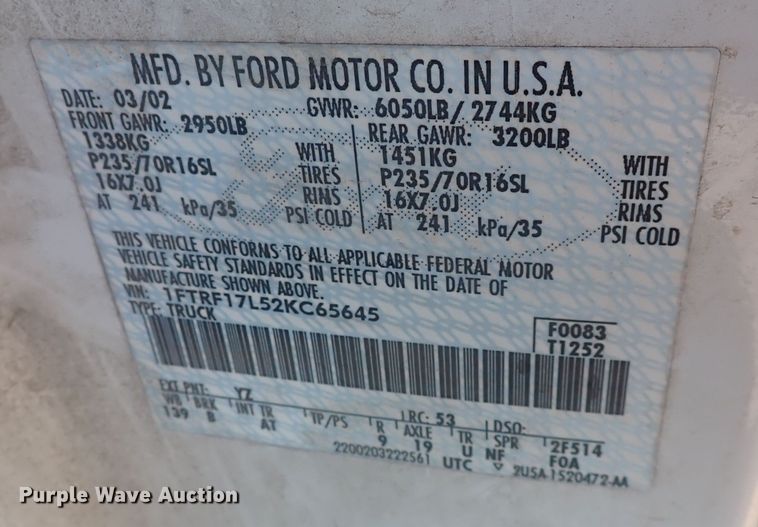 MFD. BY FORD MOTOR CO. IN U.S.A.
DATE: 03/02 GVWR: 6050LB/ 2744KG
FRONT GAWR: 2950LB REAR GAWR: 3200LB
1338KG WITH 1451KG WITH
P235/70R16SL TIRES P235/70R16SL TIRES
16X7.0J RIMS 16X7.0J RIMS
AT 241 kPa/35 PSI COLD AT 241 kPa/35 PSI COLD
THIS VEHICLE CONFORMS TO ALL APPLICABLE FEDERAL MOTOR
VEHICLE SAFETY STANDARDS IN EFFECT ON THE DATE OF
MANUFACTURE SHOWN ABOVE.
VIN: 1FTRF17L52KC65645
TYPE: TRUCK
F0083
T1252
EXT PNT: YZ RC: 53 DSO:
WB BRK INT TR TP/PS R AXLE TR SPR 2F514
139 B AT 9 19 U NF F0A
2200203222561 UTC ▽ 2USA-1520472-AA
Purple Wave Auction